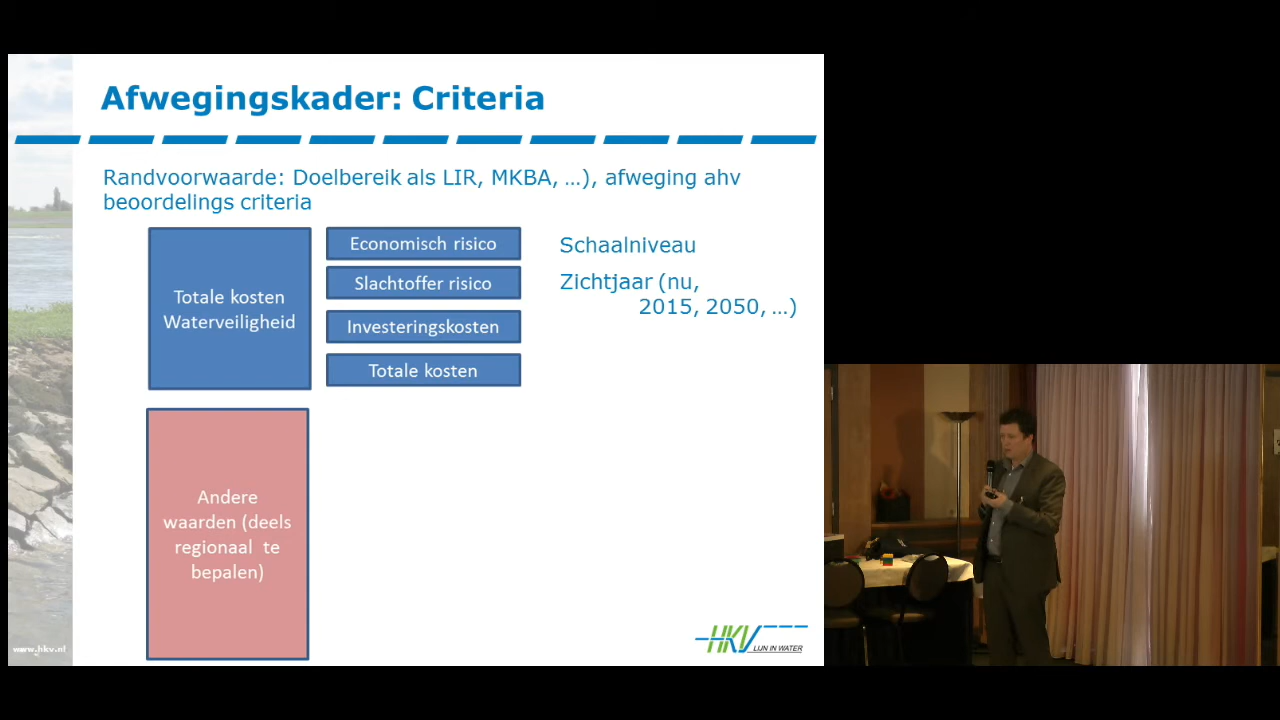 Afwegingskader: Criteria
Randvoorwaarde: Doelbereik als LIR, MKBA, …), afweging ahv
beoordelings criteria
Totale kosten
Waterveiligheid
Economisch risico
Slachtoffer risico
Investeringskosten
Totale kosten
Schaalniveau
Zichtjaar (nu,
2015, 2050, …)
Andere
waarden (deels
regionaal te
bepalen)
www.hkv.nl
HKV
LIJN IN WATER